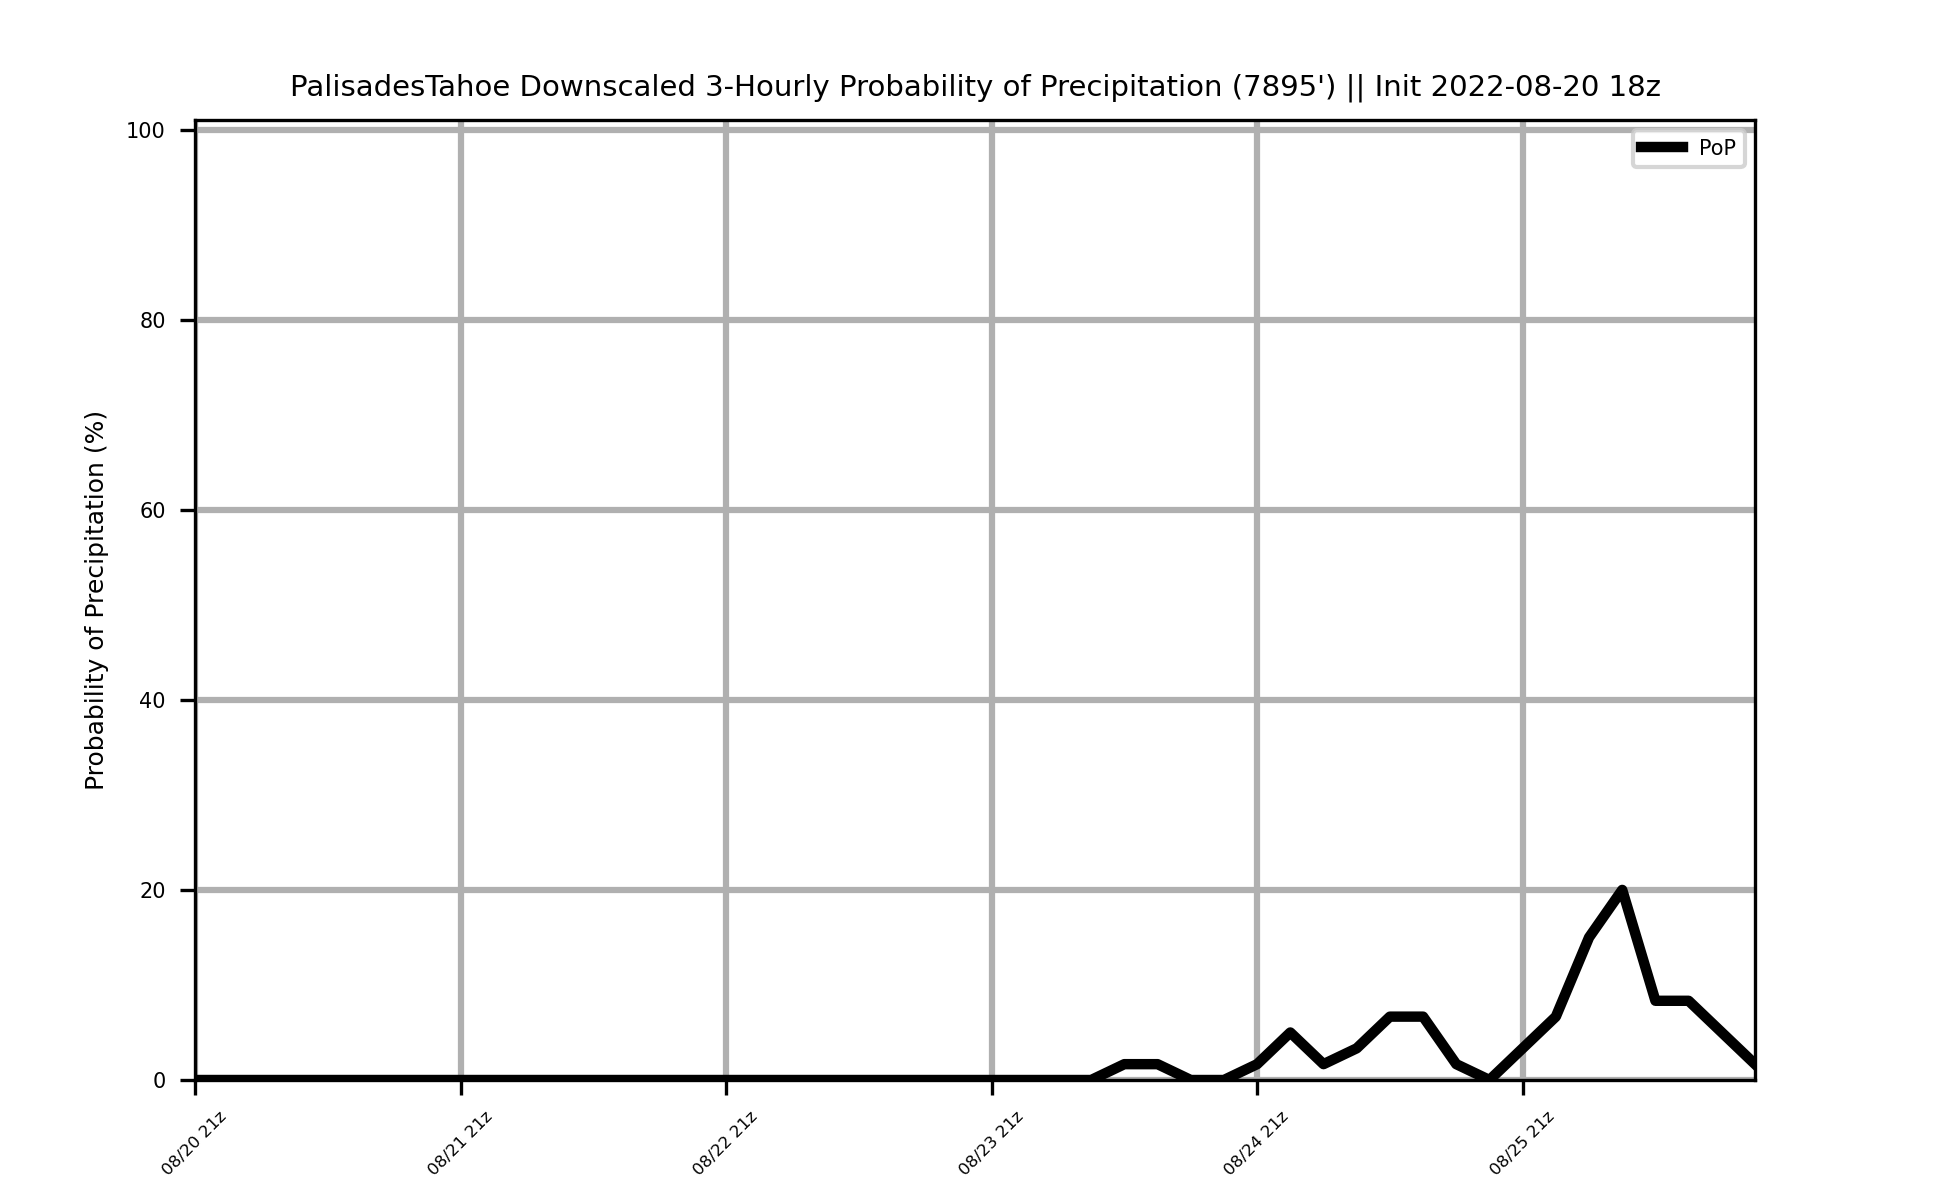 PalisadesTahoe Downscaled 3-Hourly Probability of Precipitation (7895') || Init 2022-08-20 18z
PoP
Probability of Precipitation (%)
100
80
60
40
20
0
08/20 21z
08/21 21z
08/22 21z
08/23 21z
08/24 21z
08/25 21z